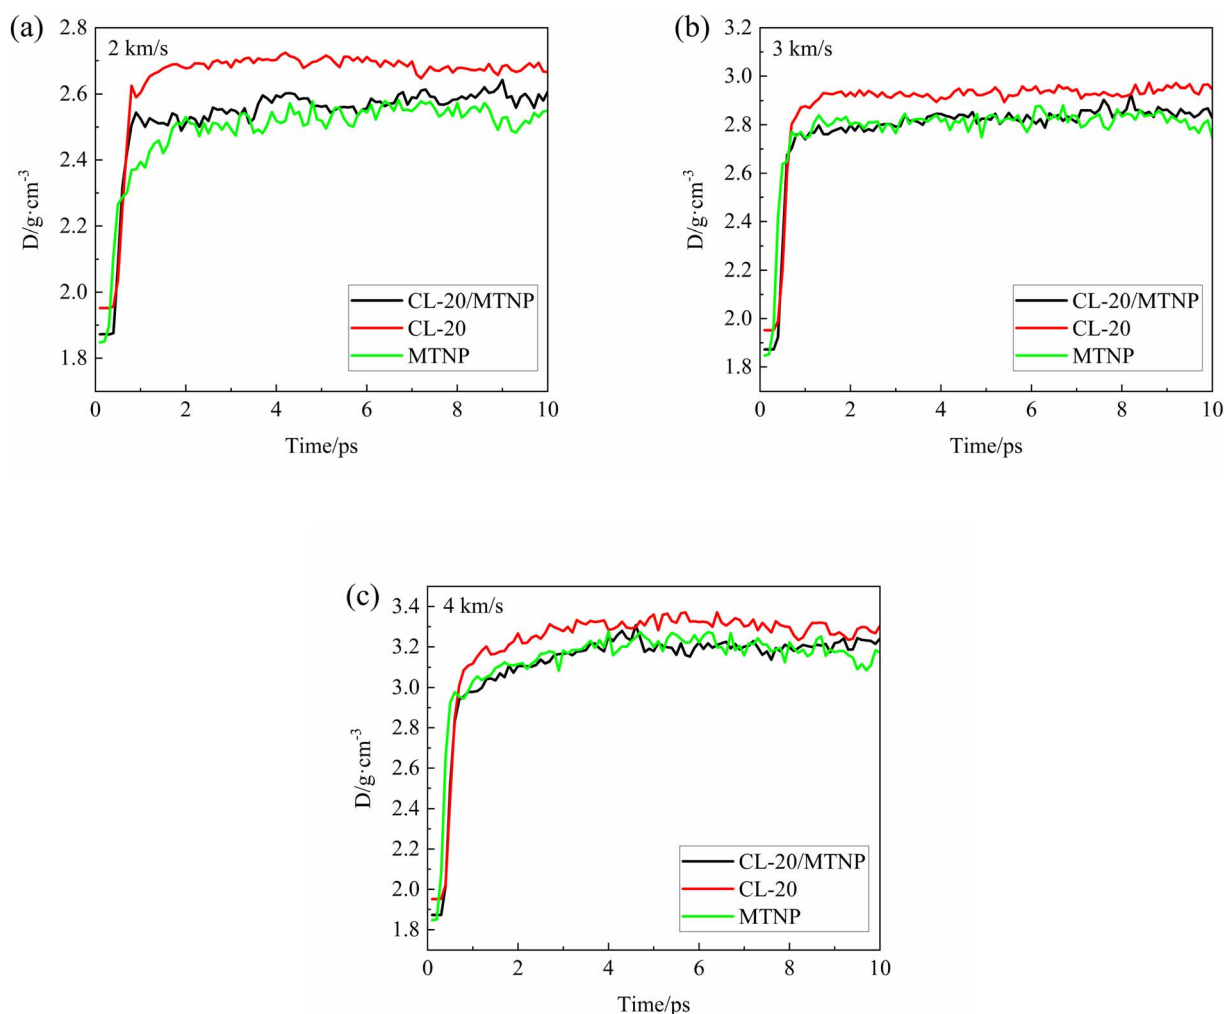 (a)
2 km/s
2.8
2.6
2.4
2.2
2.0
1.8
D/g·cm-3
0 2 4 6 8 10
Time/ps
CL-20/MTNP
CL-20
MTNP
(b)
3 km/s
3.2
3.0
2.8
2.6
2.4
2.2
2.0
1.8
D/g·cm-3
0 2 4 6 8 10
Time/ps
CL-20/MTNP
CL-20
MTNP
(c)
4 km/s
3.4
3.2
3.0
2.8
2.6
2.4
2.2
2.0
1.8
D/g·cm-3
0 2 4 6 8 10
Time/ps
CL-20/MTNP
CL-20
MTNP